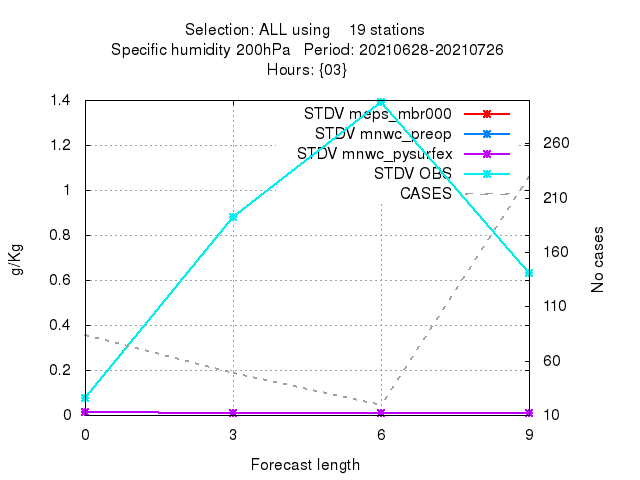 Selection: ALL using    19 stations
Specific humidity 200hPa   Period: 20210628-20210726
Hours: {03}
1.4
1.2
1
0.8
0.6
0.4
0.2
0
g/Kg
STDV meps_mbr000
STDV mnwc_preop
STDV mnwc_pysurfex
STDV OBS
CASES
260
210
160
110
60
10
No cases
0 3 6 9
Forecast length